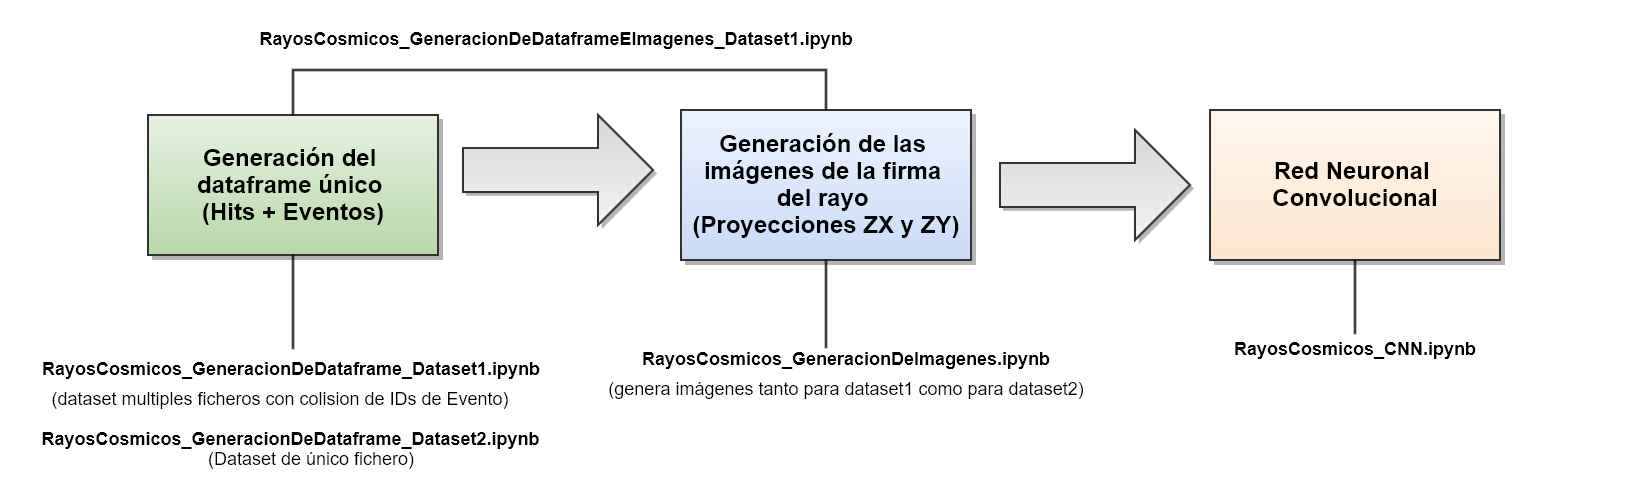 RayosCosmicos_GeneracionDeDataframeEImagenes_Dataset1.ipynb
Generación del
dataframe único
(Hits + Eventos)
Generación de las
imágenes de la firma
del rayo
(Proyecciones ZX y ZY)
Red Neuronal
Convolucional
RayosCosmicos_GeneracionDeDataframe_Dataset1.ipynb
(dataset multiples ficheros con colision de IDs de Evento)
RayosCosmicos_GeneracionDeDataframe_Dataset2.ipynb
(Dataset de único fichero)
RayosCosmicos_GeneracionDeImagenes.ipynb
(genera imágenes tanto para dataset1 como para dataset2)
RayosCosmicos_CNN.ipynb